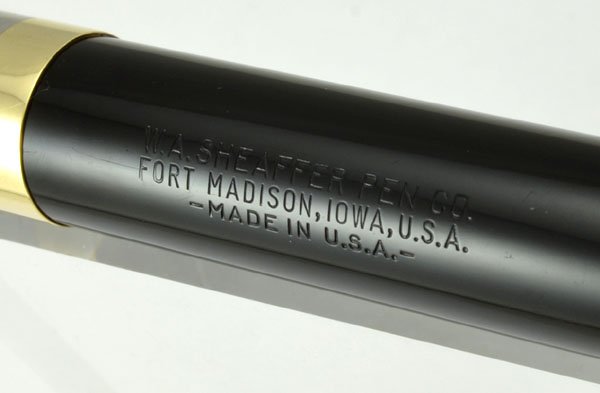 W.A. SHEAFFER PEN CO.
FORT MADISON, IOWA, U.S.A.
-MADE IN U.S.A.-